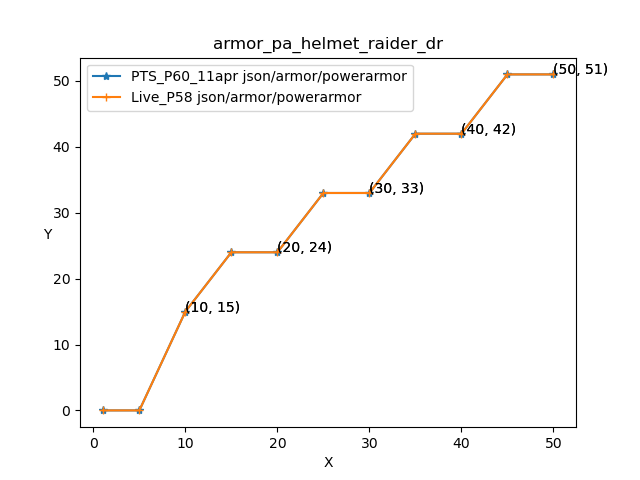 armor_pa_helmet_raider_dr
PTS_P60_11apr json/armor/powerarmor
Live_P58 json/armor/powerarmor
(50, 51)
(40, 42)
(30, 33)
(20, 24)
(10, 15)
Y
50
40
30
20
10
0
0 10 20 30 40 50
X